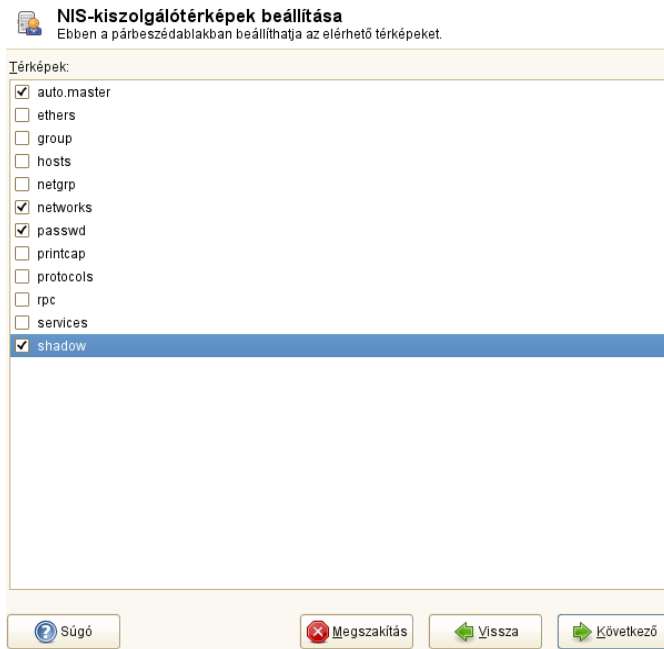 NIS-kiszolgálótérképek beállítása
Ebben a párbeszédablakban beállíthatja az elérhető térképeket.
Térképek:
auto.master
ethers
group
hosts
netgrp
networks
passwd
printcap
protocols
rpc
services
shadow
Súgó
Megszakítás
Vissza
Következő